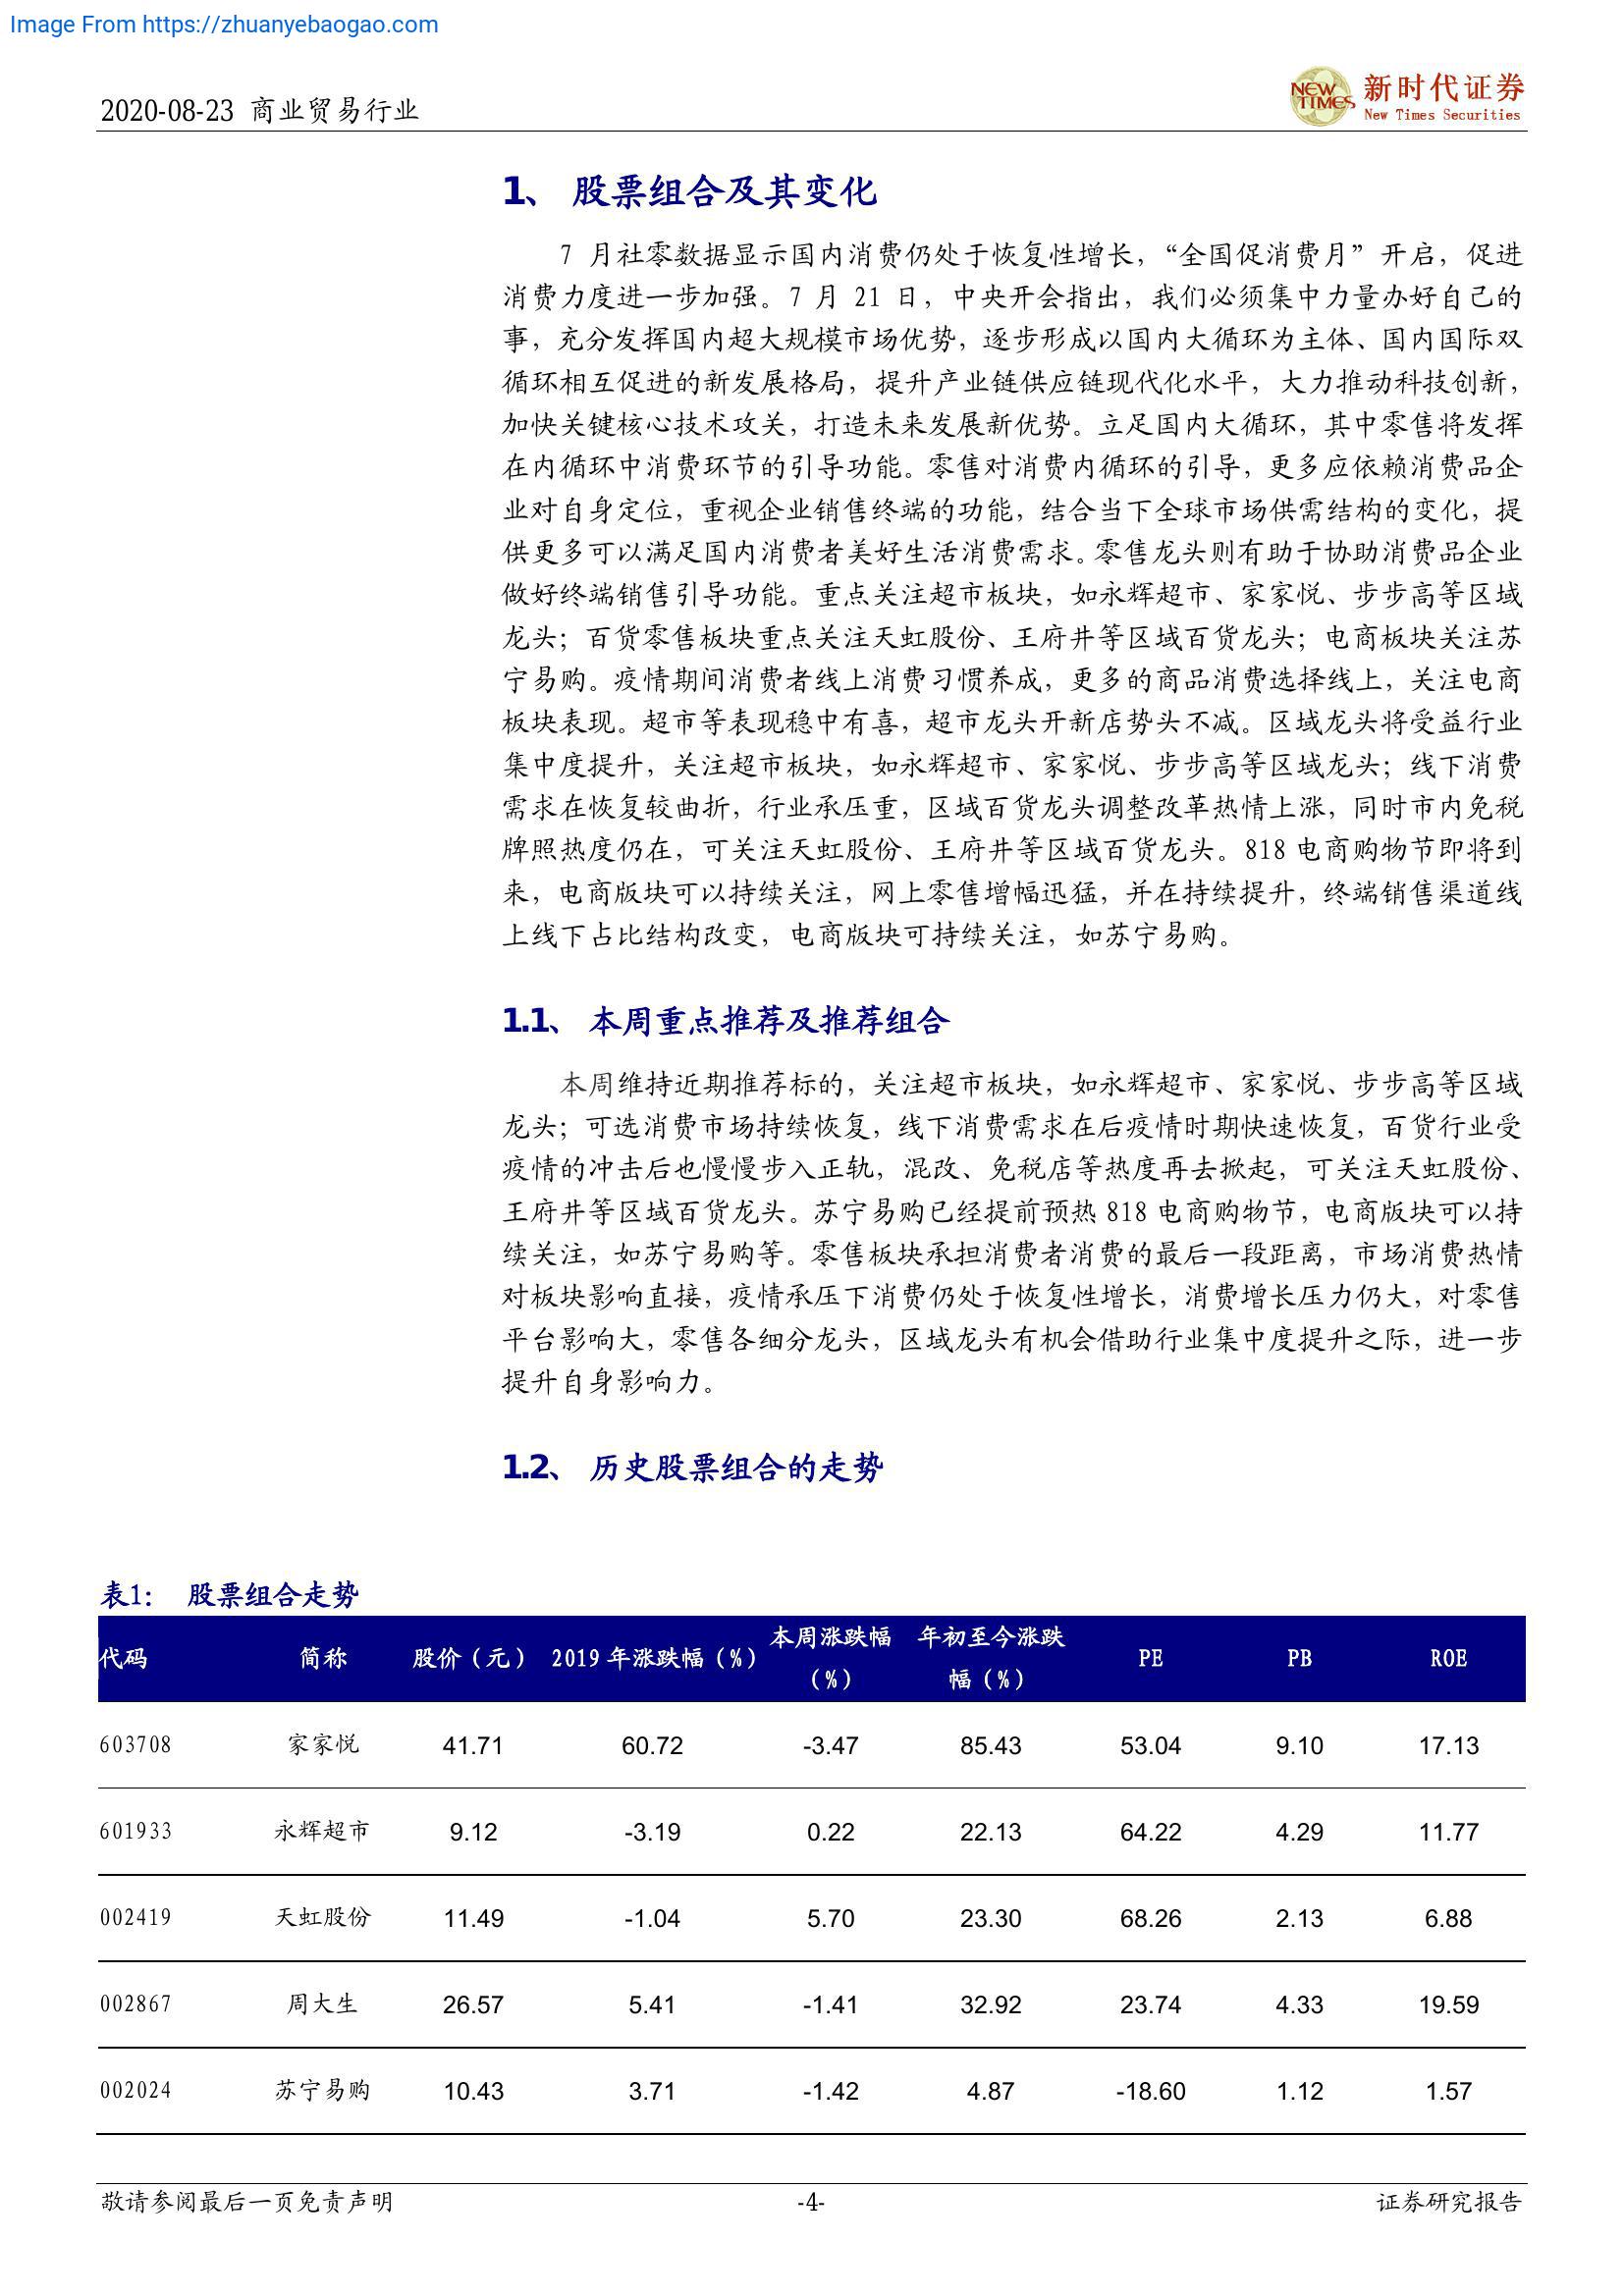 Image From https://zhuanyebaogao.com
2020-08-23 商业贸易行业
NEW TIMES
新时代证券
New Times Securities
1、 股票组合及其变化
7 月社零数据显示国内消费仍处于恢复性增长，“全国促消费月”开启，促进
消费力度进一步加强。7 月 21 日，中央开会指出，我们必须集中力量办好自己的
事，充分发挥国内超大规模市场优势，逐步形成以国内大循环为主体、国内国际双
循环相互促进的新发展格局，提升产业链供应链现代化水平，大力推动科技创新，
加快关键核心技术攻关，打造未来发展新优势。立足国内大循环，其中零售将发挥
在内循环中消费环节的引导功能。零售对消费内循环的引导，更多应依赖消费品企
业对自身定位，重视企业销售终端的功能，结合当下全球市场供需结构的变化，提
供更多可以满足国内消费者美好生活消费需求。零售龙头则有助于协助消费品企业
做好终端销售引导功能。重点关注超市板块，如永辉超市、家家悦、步步高等区域
龙头；百货零售板块重点关注天虹股份、王府井等区域百货龙头；电商板块关注苏
宁易购。疫情期间消费者线上消费习惯养成，更多的商品消费选择线上，关注电商
板块表现。超市等表现稳中有喜，超市龙头开新店势头不减。区域龙头将受益行业
集中度提升，关注超市板块，如永辉超市、家家悦、步步高等区域龙头；线下消费
需求在恢复较曲折，行业承压重，区域百货龙头调整改革热情上涨，同时市内免税
牌照热度仍在，可关注天虹股份、王府井等区域百货龙头。818 电商购物节即将到
来，电商版块可以持续关注，网上零售增幅迅猛，并在持续提升，终端销售渠道线
上线下占比结构改变，电商版块可持续关注，如苏宁易购。
1.1、 本周重点推荐及推荐组合
本周维持近期推荐标的，关注超市板块，如永辉超市、家家悦、步步高等区域
龙头；可选消费市场持续恢复，线下消费需求在后疫情时期快速恢复，百货行业受
疫情的冲击后也慢慢步入正轨，混改、免税店等热度再去掀起，可关注天虹股份、
王府井等区域百货龙头。苏宁易购已经提前预热 818 电商购物节，电商版块可以持
续关注，如苏宁易购等。零售板块承担消费者消费的最后一段距离，市场消费热情
对板块影响直接，疫情承压下消费仍处于恢复性增长，消费增长压力仍大，对零售
平台影响大，零售各细分龙头，区域龙头有机会借助行业集中度提升之际，进一步
提升自身影响力。
1.2、 历史股票组合的走势
表1： 股票组合走势
代码 简称 股价（元） 2019 年涨跌幅（%） 本周涨跌幅（%） 年初至今涨跌幅（%） PE PB ROE
603708 家家悦 41.71 60.72 -3.47 85.43 53.04 9.10 17.13
601933 永辉超市 9.12 -3.19 0.22 22.13 64.22 4.29 11.77
002419 天虹股份 11.49 -1.04 5.70 23.30 68.26 2.13 6.88
002867 周大生 26.57 5.41 -1.41 32.92 23.74 4.33 19.59
002024 苏宁易购 10.43 3.71 -1.42 4.87 -18.60 1.12 1.57
敬请参阅最后一页免责声明 -4- 证券研究报告